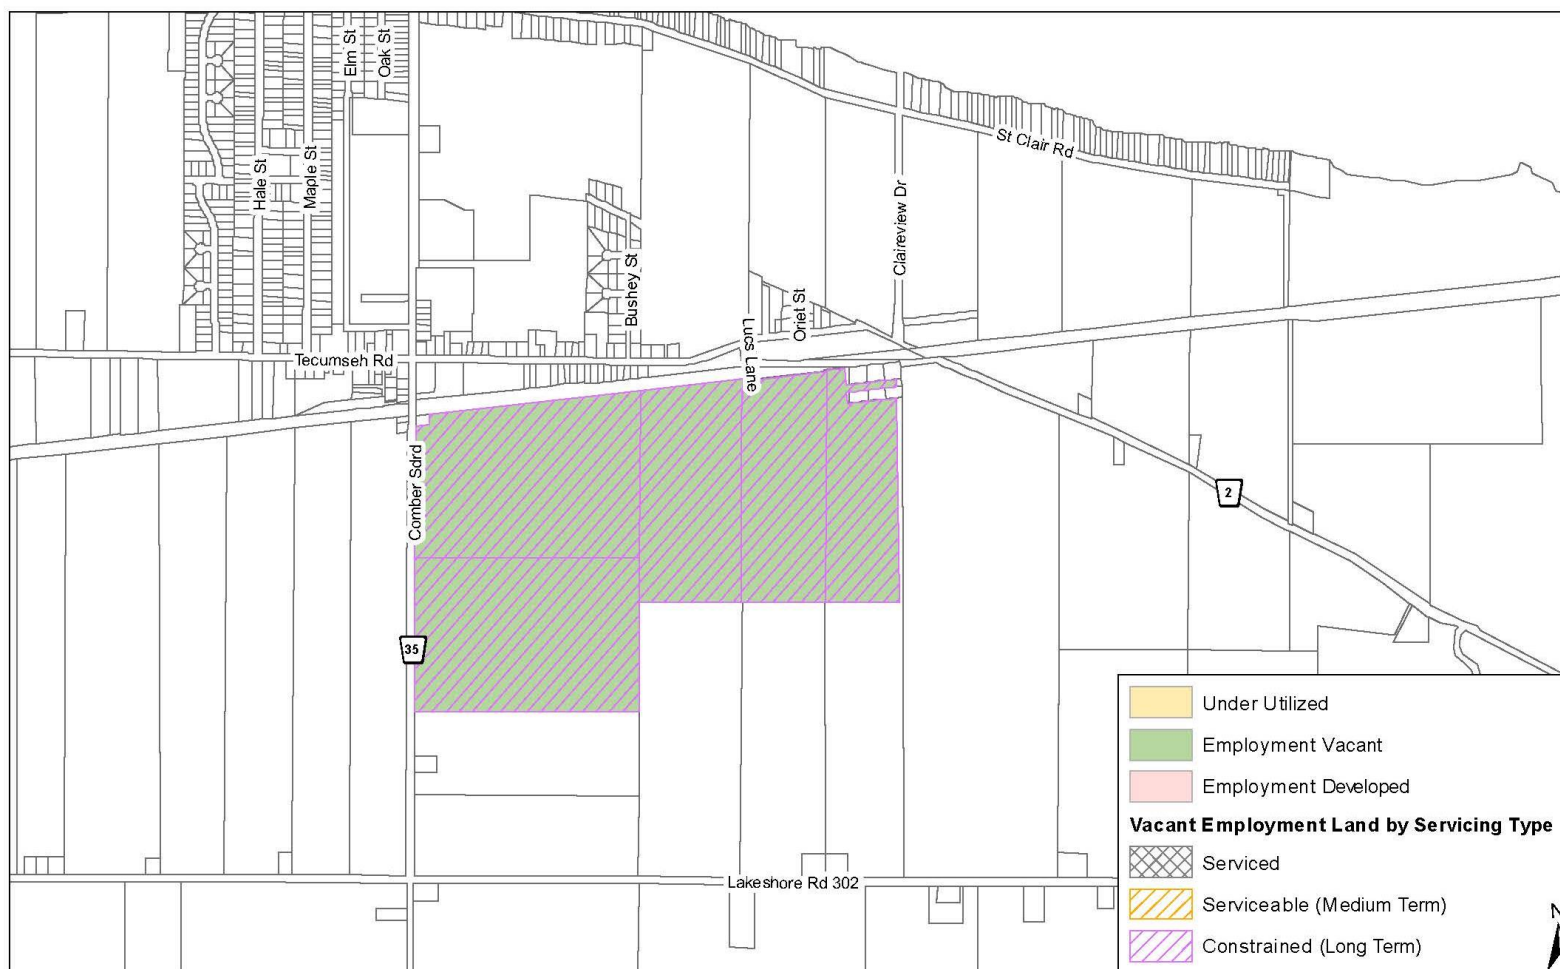 Elm St
Oak St
Hale St
Maple St
St Clair Rd
Claireview Dr
Bushey St
Oriet St
Lucs Lane
Tecumseh Rd
Comber Sdrd
2
35
Lakeshore Rd 302
Under Utilized
Employment Vacant
Employment Developed
Vacant Employment Land by Servicing Type
Serviced
Serviceable (Medium Term)
Constrained (Long Term)
N